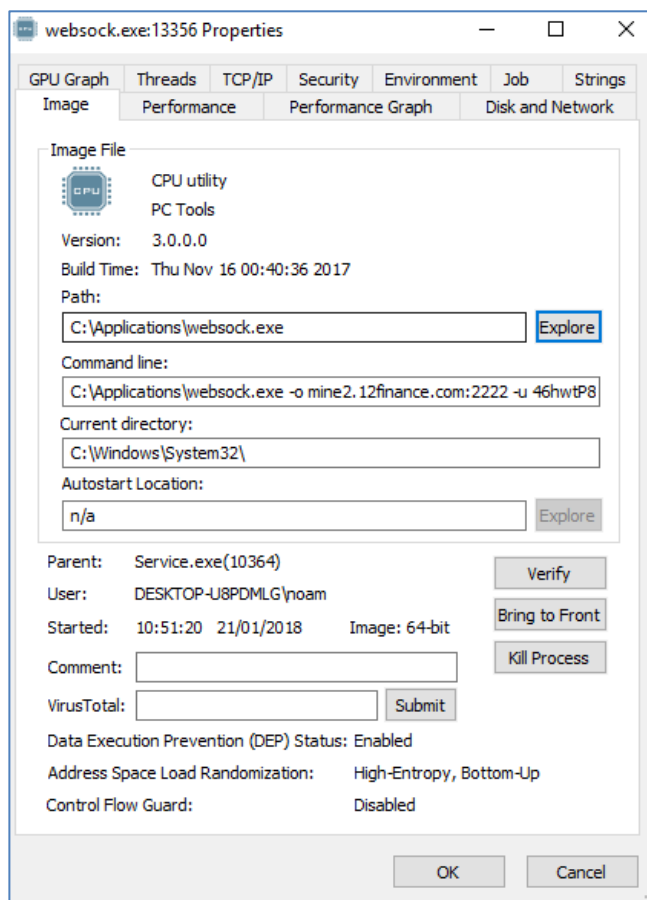 websock.exe:13356 Properties
GPU Graph Threads TCP/IP Security Environment Job Strings
Image Performance Performance Graph Disk and Network
Image File
CPU
CPU utility
PC Tools
Version: 3.0.0.0
Build Time: Thu Nov 16 00:40:36 2017
Path:
C:\Applications\websock.exe Explore
Command line:
C:\Applications\websock.exe -o mine2.12finance.com:2222 -u 46hwtP8
Current directory:
C:\Windows\System32\
Autostart Location:
n/a Explore
Parent: Service.exe(10364)
Verify
User: DESKTOP-U8PDMLG\noam
Bring to Front
Started: 10:51:20 21/01/2018 Image: 64-bit
Kill Process
Comment:
VirusTotal: Submit
Data Execution Prevention (DEP) Status: Enabled
Address Space Load Randomization: High-Entropy, Bottom-Up
Control Flow Guard: Disabled
OK Cancel